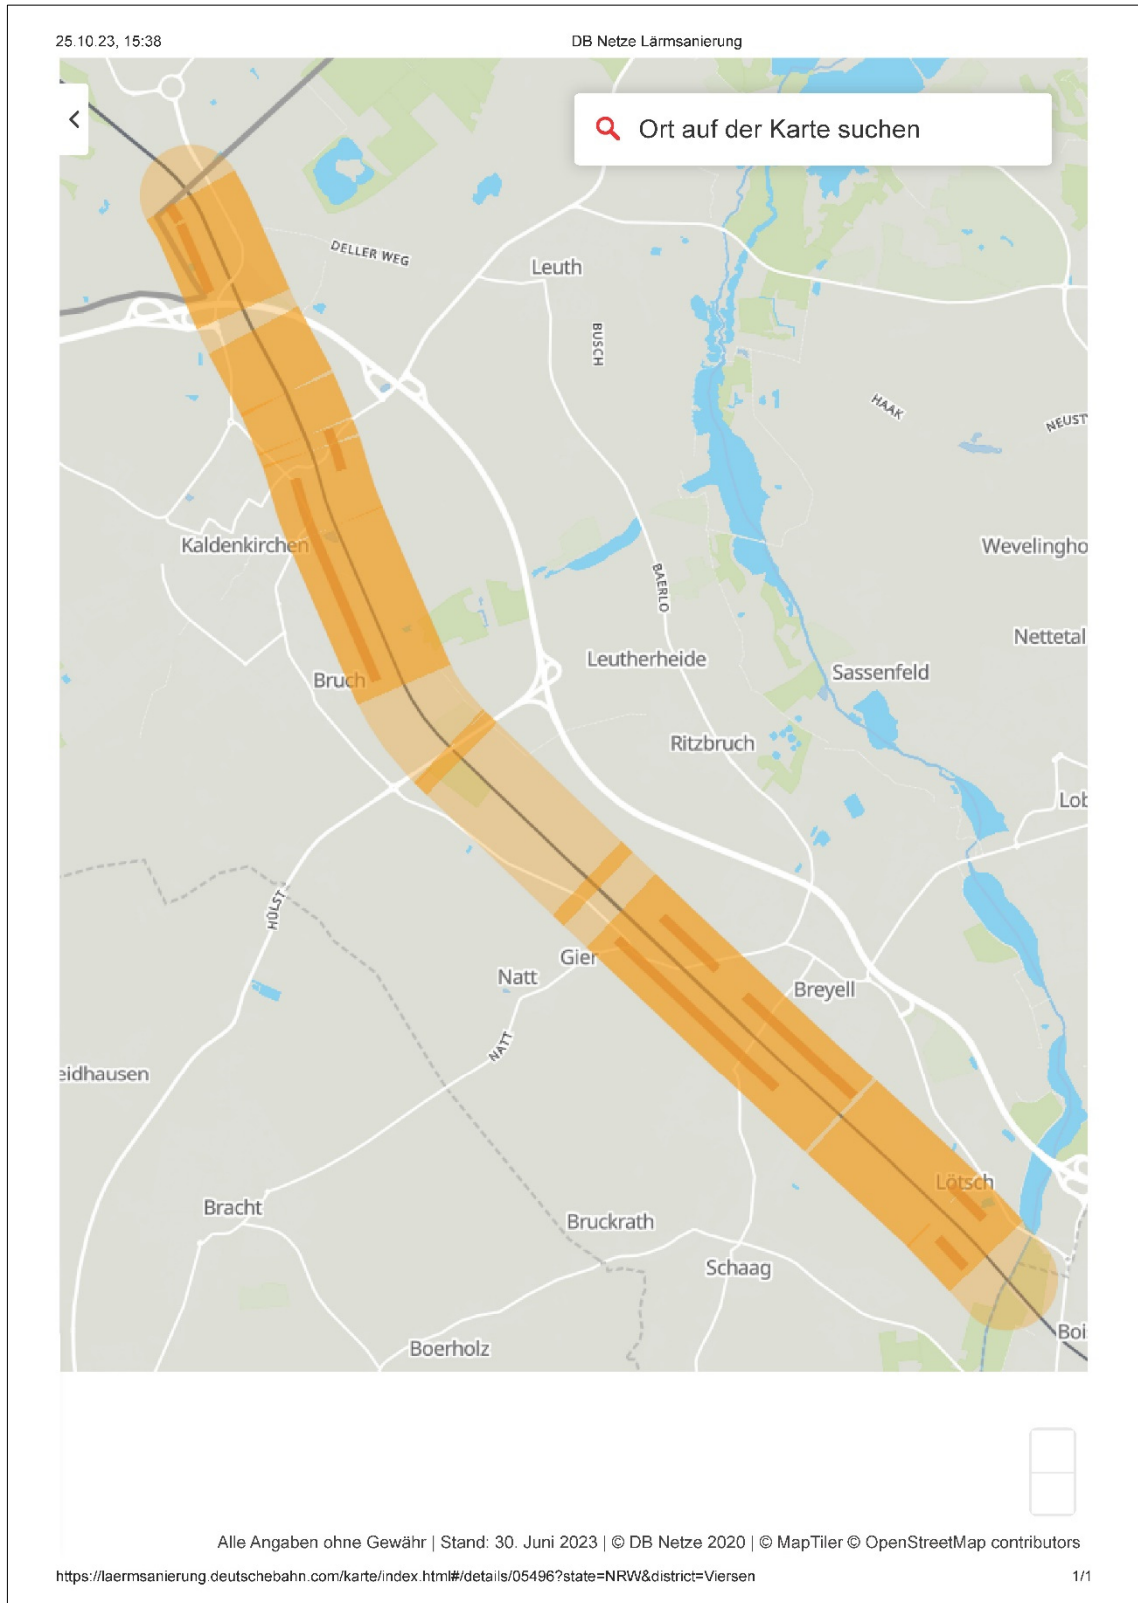 25.10.23, 15:38
DB Netze Lärmsanierung
Ort auf der Karte suchen
DELLER WEG
Leuth
BUSCH
HAAK
NEUST
Kaldenkirchen
Wevelingho
BAERLO
Nettetal
Leutherheide
Sassenfeld
Bruch
Ritzbruch
Lob
HÜLST
Gier
Natt
Breyell
NATT
eidhausen
Lötsch
Bracht
Bruckrath
Schaag
Boi
Boerholz
Alle Angaben ohne Gewähr | Stand: 30. Juni 2023 | © DB Netze 2020 | © MapTiler © OpenStreetMap contributors
https://laermsanierung.deutschebahn.com/karte/index.html#/details/05496?state=NRW&district=Viersen
1/1